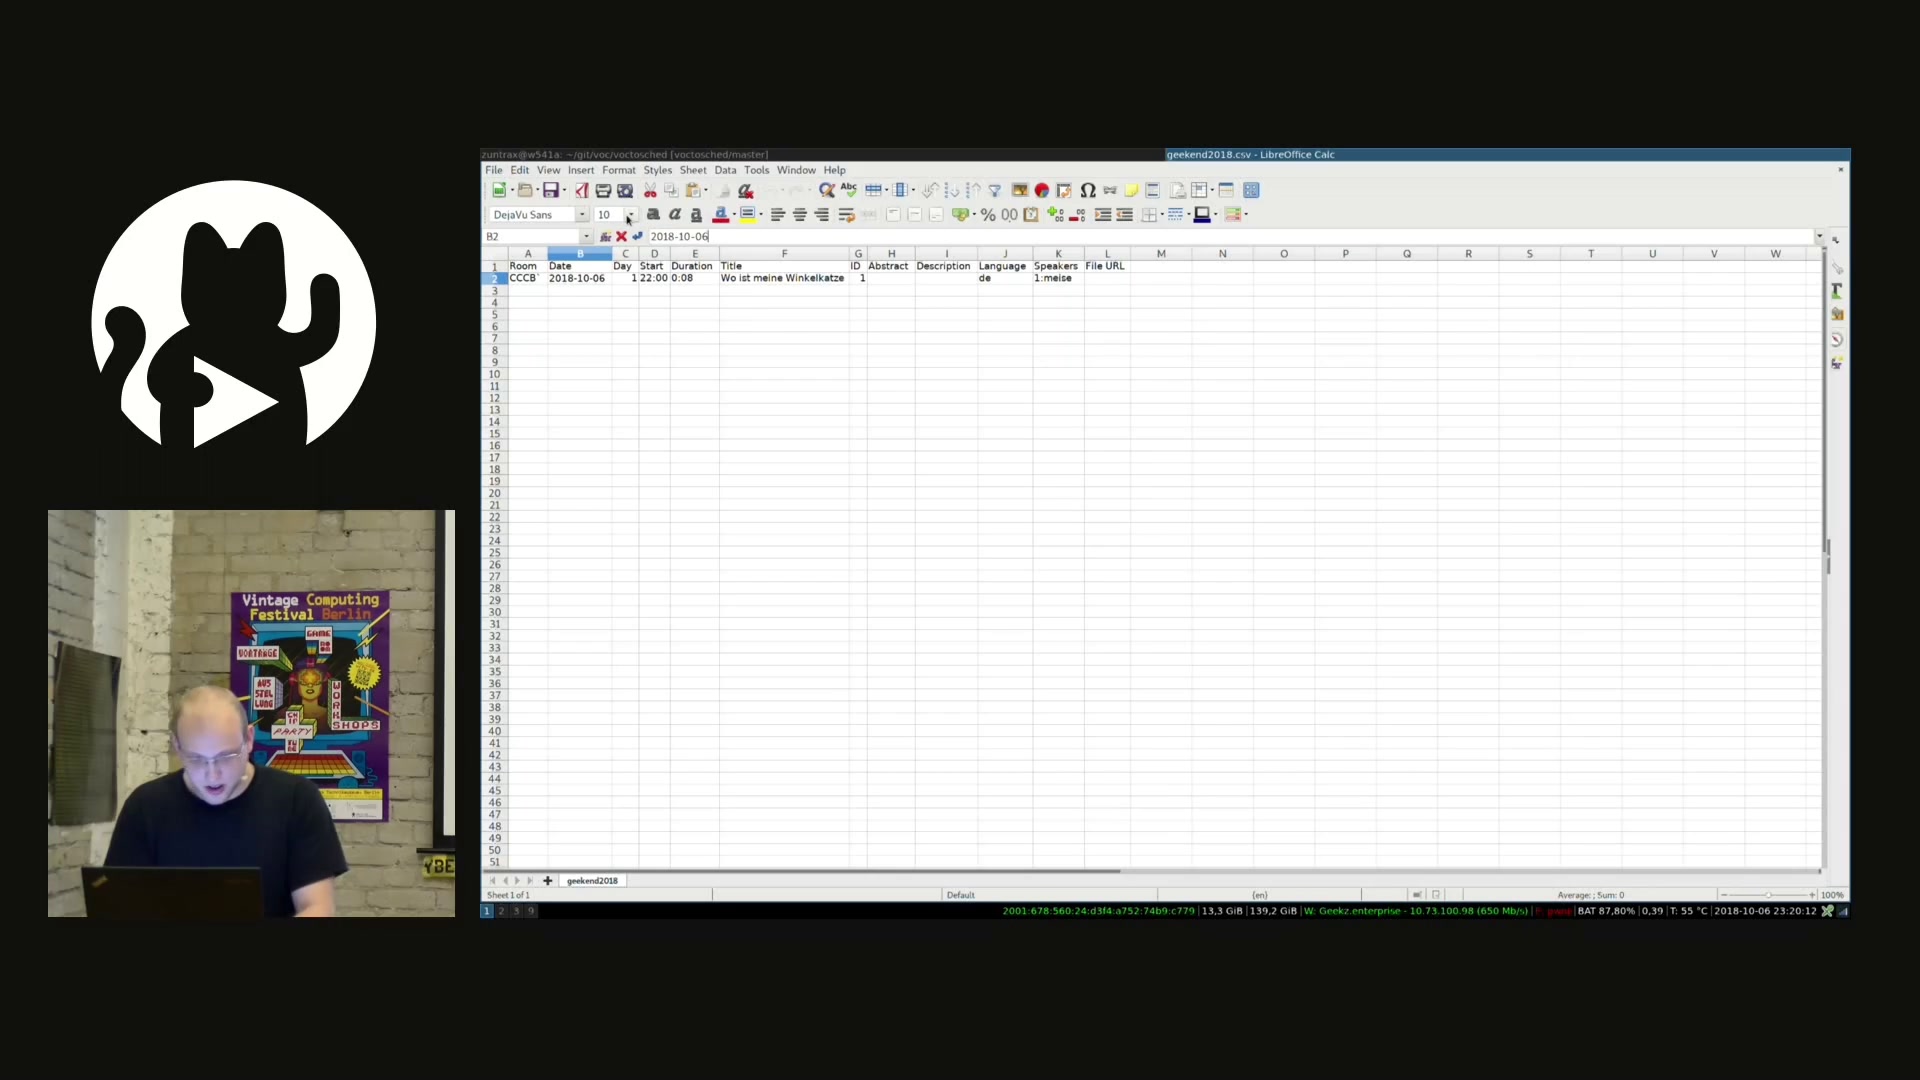 zuntrax@w541a: ~/git/voc/voctosched [voctosched/master]
geekend2018.csv - LibreOffice Calc
File Edit View Insert Format Styles Sheet Data Tools Window Help
DejaVu Sans 10
B2 2018-10-06
A B C D E F G H I J K L M N O P Q R S T U V W
1 Room Date Day Start Duration Title ID Abstract Description Language Speakers File URL
2 CCCB 2018-10-06 1 22:00 0:08 Wo ist meine Winkelkatze 1 de 1:meise
3
4
5
6
7
8
9
10
11
12
13
14
15
16
17
18
19
20
21
22
23
24
25
26
27
28
29
30
31
32
33
34
35
36
37
38
39
40
41
42
43
44
45
46
47
48
49
50
51
geekend2018
Sheet 1 of 1 Default (en) Average: ; Sum: 0 100%
1 2 3 9 2001:678:560:24:d3f4:a752:74b9:c779 | 13,3 GiB | 139,2 GiB | W: Geekz.enterprise - 10.73.100.98 (650 Mb/s) | BAT 87,80% | 0,39 | T: 55 °C | 2018-10-06 23:20:12
Vintage Computing
Festival Berlin
GAME
VORTRÄGE
AUS
STEL
LUNG
WORKSHOPS
PARTY
YBE